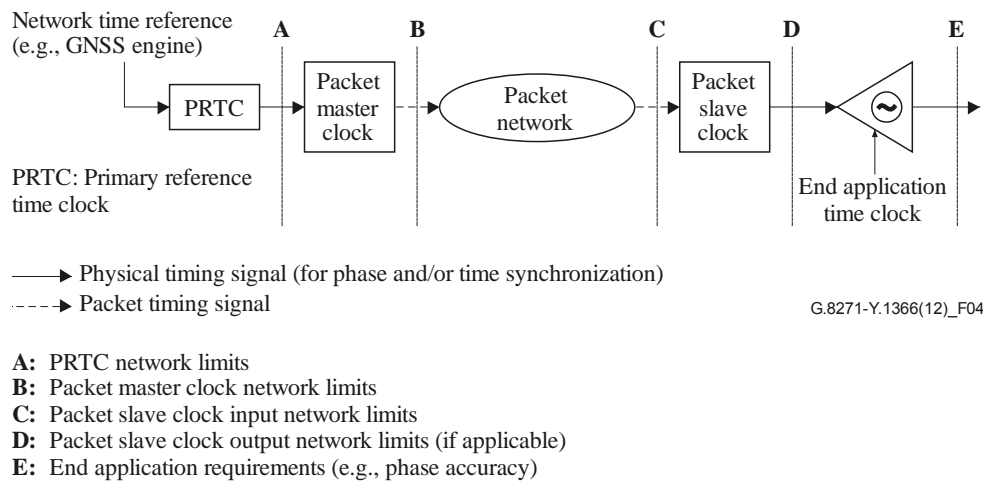 Network time reference
(e.g., GNSS engine)
A
B
C
D
E
PRTC
Packet
master
clock
Packet
network
Packet
slave
clock
PRTC: Primary reference
time clock
End application
time clock
Physical timing signal (for phase and/or time synchronization)
Packet timing signal
G.8271-Y.1366(12)_F04
A: PRTC network limits
B: Packet master clock network limits
C: Packet slave clock input network limits
D: Packet slave clock output network limits (if applicable)
E: End application requirements (e.g., phase accuracy)